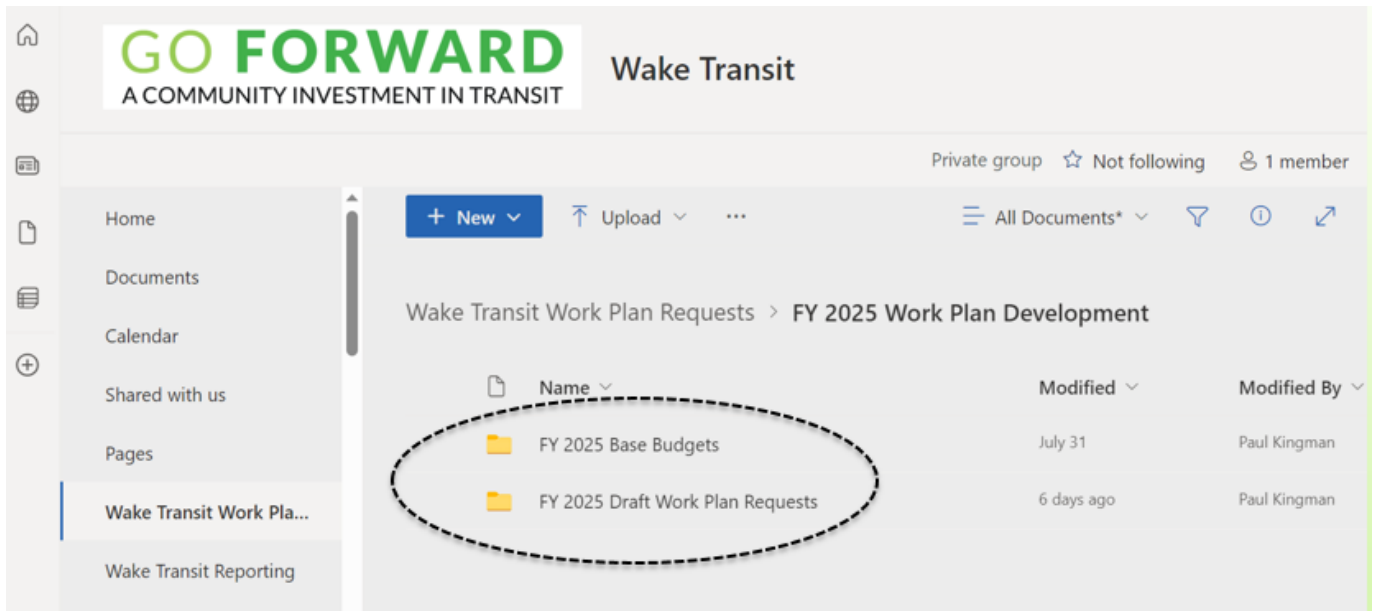 GO FORWARD
A COMMUNITY INVESTMENT IN TRANSIT
Wake Transit
Private group Not following 1 member
Home
Documents
Calendar
Shared with us
Pages
Wake Transit Work Pla...
Wake Transit Reporting
+ New Upload ... All Documents*
Wake Transit Work Plan Requests > FY 2025 Work Plan Development
Name Modified Modified By
FY 2025 Base Budgets July 31 Paul Kingman
FY 2025 Draft Work Plan Requests 6 days ago Paul Kingman